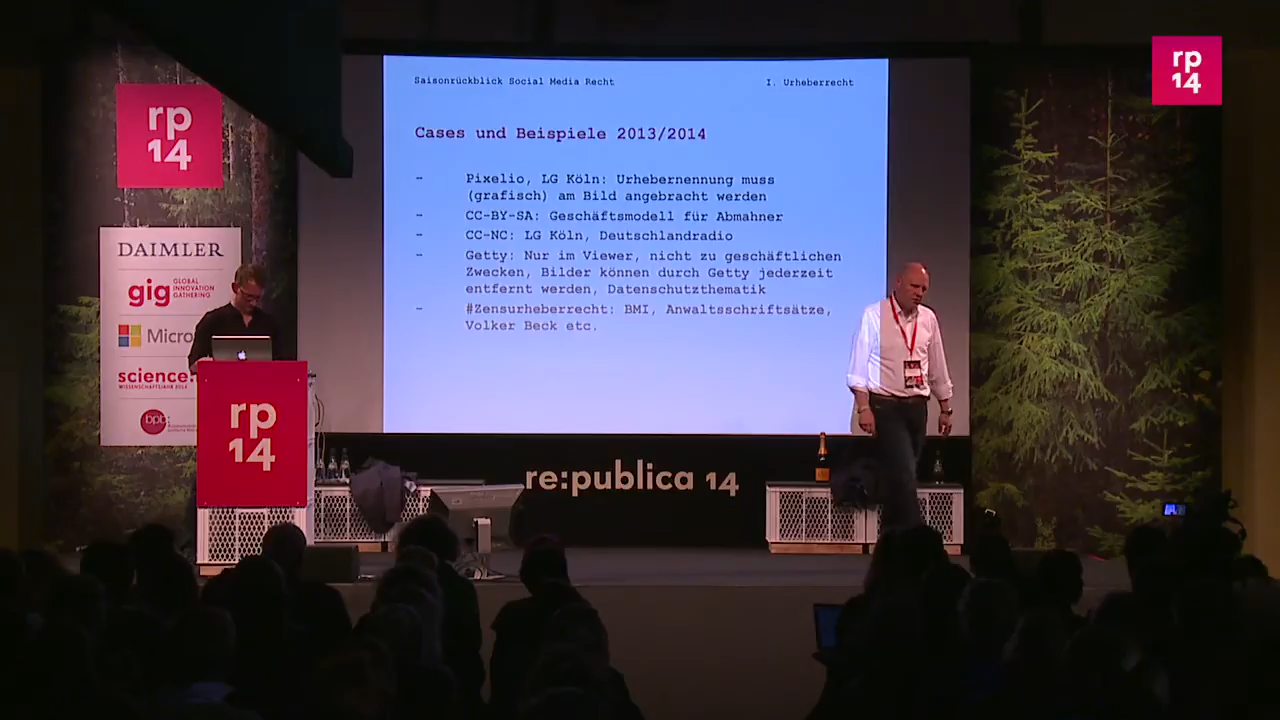 rp
14
rp
14
DAIMLER
gig GLOBAL
INNOVATION
GATHERING
Micro
science:
WISSENSCHAFTSJAHR 2014
bpb:
rp
14
Saisonrückblick Social Media Recht
I. Urheberrecht
Cases und Beispiele 2013/2014
- Pixelio, LG Köln: Urhebernennung muss
(grafisch) am Bild angebracht werden
- CC-BY-SA: Geschäftsmodell für Abmahner
- CC-NC: LG Köln, Deutschlandradio
- Getty: Nur im Viewer, nicht zu geschäftlichen
Zwecken, Bilder können durch Getty jederzeit
entfernt werden, Datenschutzthematik
- #Zensurheberrecht: BMI, Anwaltsschriftsätze,
Volker Beck etc.
re:publica 14